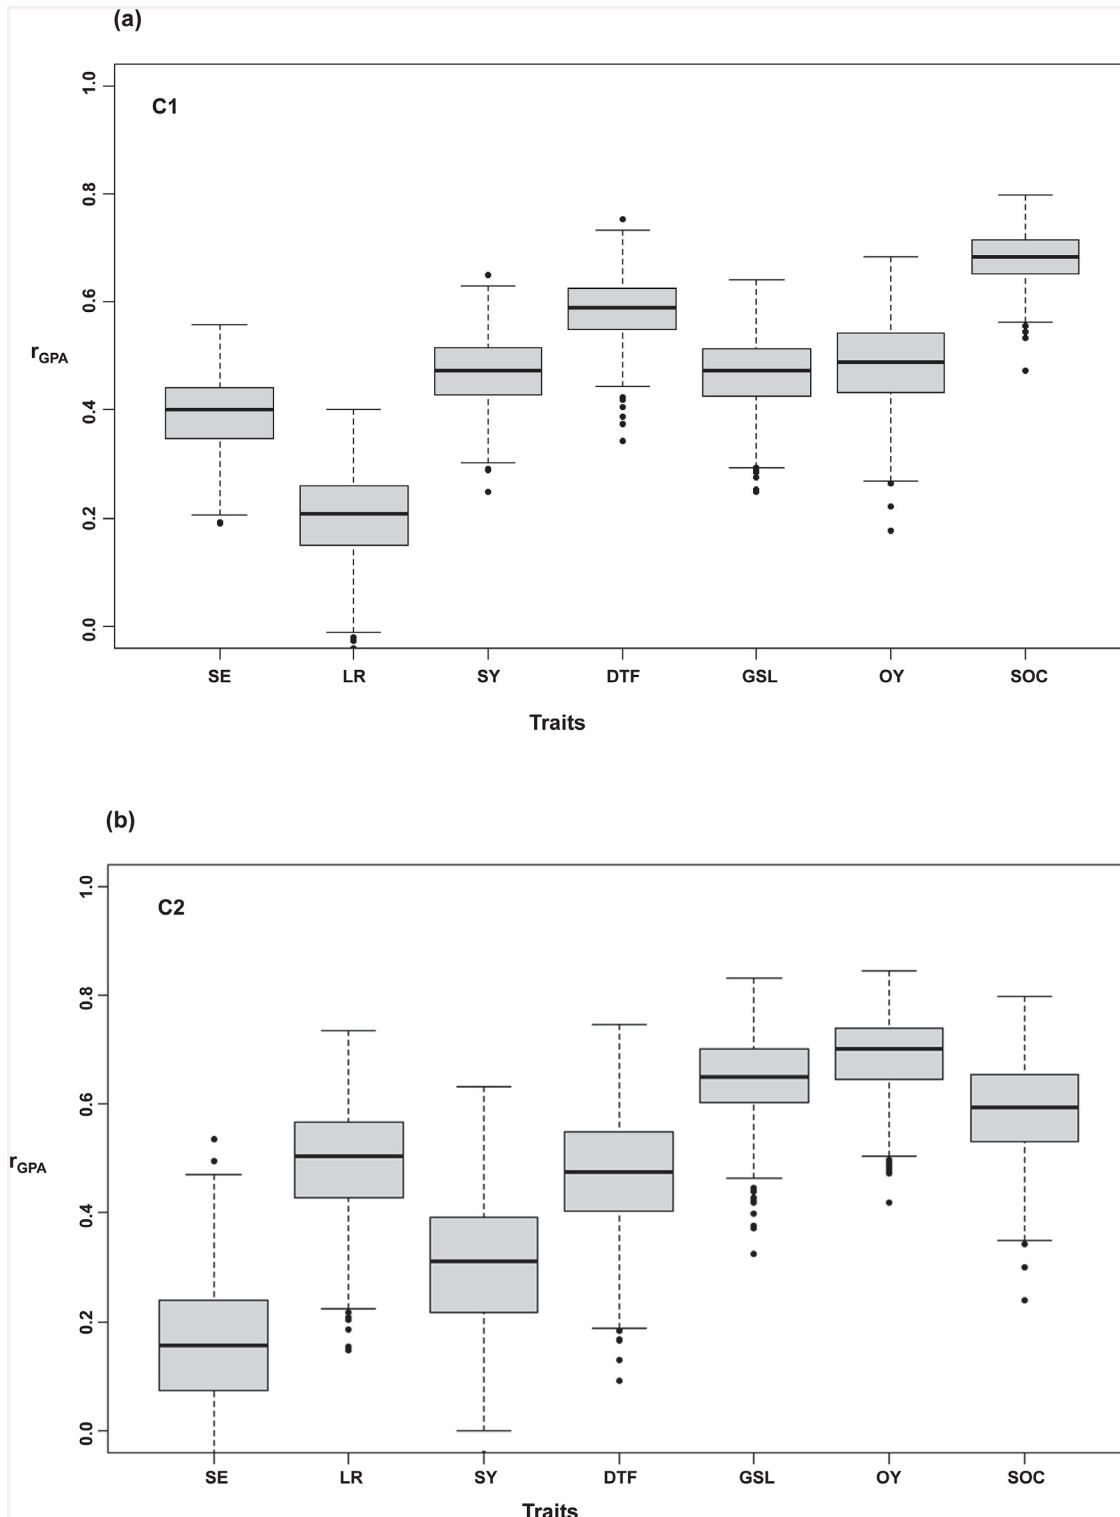 (a)
C1
1.0
0.8
0.6
0.4
0.2
0.0
rGPA
SE LR SY DTF GSL OY SOC
Traits
(b)
C2
1.0
0.8
0.6
0.4
0.2
0.0
rGPA
SE LR SY DTF GSL OY SOC
Traits